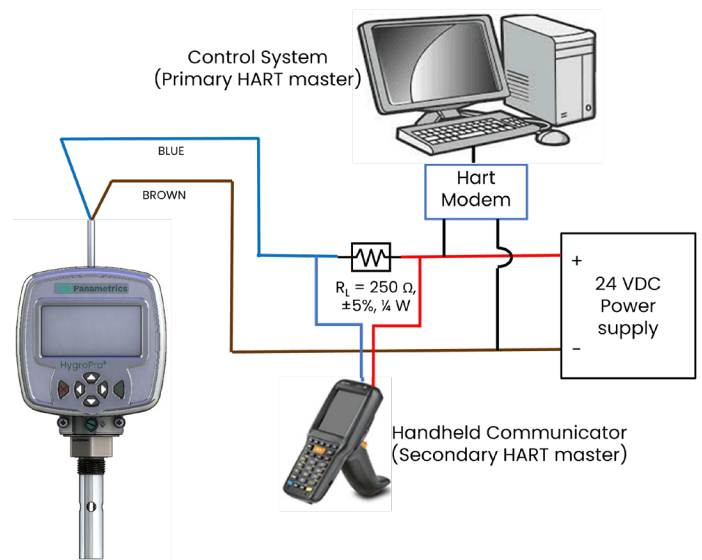 Control System
(Primary HART master)
BLUE
BROWN
Hart
Modem
+
24 VDC
Power
supply
−
R_L = 250 Ω,
±5%, ¼ W
Panametrics
HygroPro®
Handheld Communicator
(Secondary HART master)